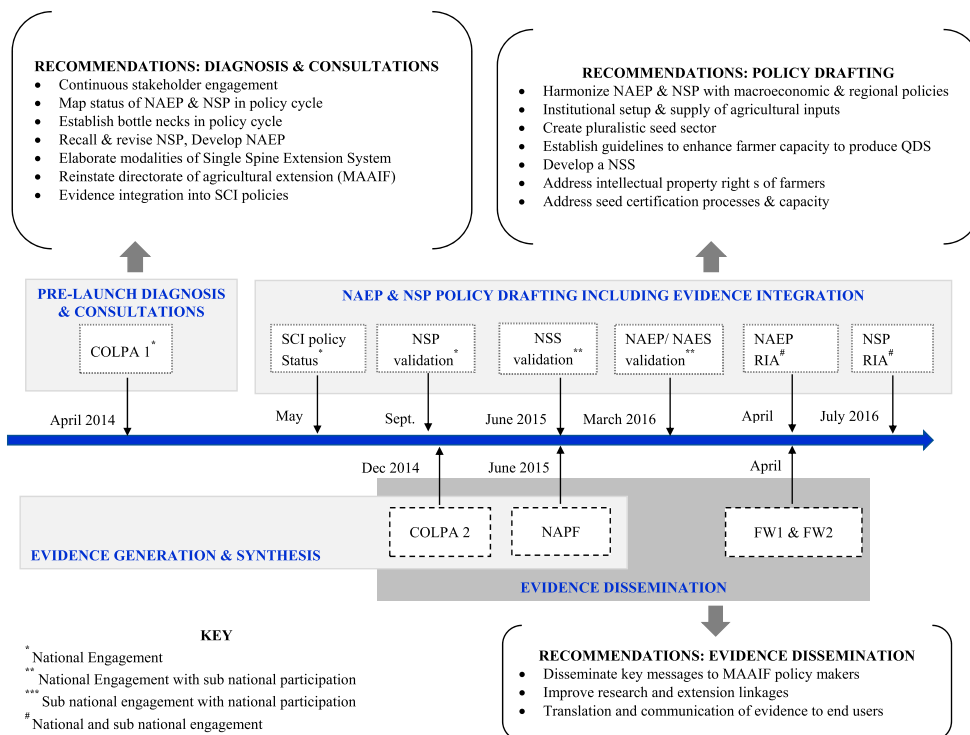 RECOMMENDATIONS: DIAGNOSIS & CONSULTATIONS
• Continuous stakeholder engagement
• Map status of NAEP & NSP in policy cycle
• Establish bottle necks in policy cycle
• Recall & revise NSP, Develop NAEP
• Elaborate modalities of Single Spine Extension System
• Reinstate directorate of agricultural extension (MAAIF)
• Evidence integration into SCI policies
RECOMMENDATIONS: POLICY DRAFTING
• Harmonize NAEP & NSP with macroeconomic & regional policies
• Institutional setup & supply of agricultural inputs
• Create pluralistic seed sector
• Establish guidelines to enhance farmer capacity to produce QDS
• Develop a NSS
• Address intellectual property right s of farmers
• Address seed certification processes & capacity
PRE-LAUNCH DIAGNOSIS
& CONSULTATIONS
COLPA 1*
NAEP & NSP POLICY DRAFTING INCLUDING EVIDENCE INTEGRATION
SCI policy
Status*
NSP
validation*
NSS
validation**
NAEP/ NAES
validation**
NAEP
RIA#
NSP
RIA#
April 2014
May
Sept.
June 2015
March 2016
April
July 2016
Dec 2014
June 2015
April
COLPA 2
NAPF
FW1 & FW2
EVIDENCE GENERATION & SYNTHESIS
EVIDENCE DISSEMINATION
KEY
* National Engagement
** National Engagement with sub national participation
*** Sub national engagement with national participation
# National and sub national engagement
RECOMMENDATIONS: EVIDENCE DISSEMINATION
• Disseminate key messages to MAAIF policy makers
• Improve research and extension linkages
• Translation and communication of evidence to end users